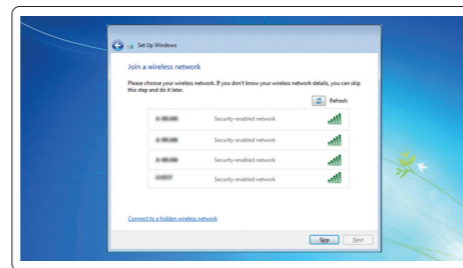 Set Up Windows
Join a wireless network
Please choose your wireless network. If you don't know your wireless network details, you can skip
this step and do it later.
Refresh
Security-enabled network
Security-enabled network
Security-enabled network
Security-enabled network
Connect to a hidden wireless network
Skip Next